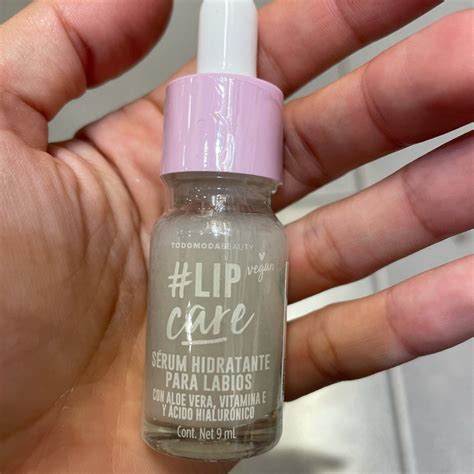 TODOMODABEAUTY
#LIP vegan
care
SÉRUM HIDRATANTE
PARA LABIOS
CON ALOE VERA, VITAMINA E
Y ÁCIDO HIALURÓNICO
Cont. Net 9 mL